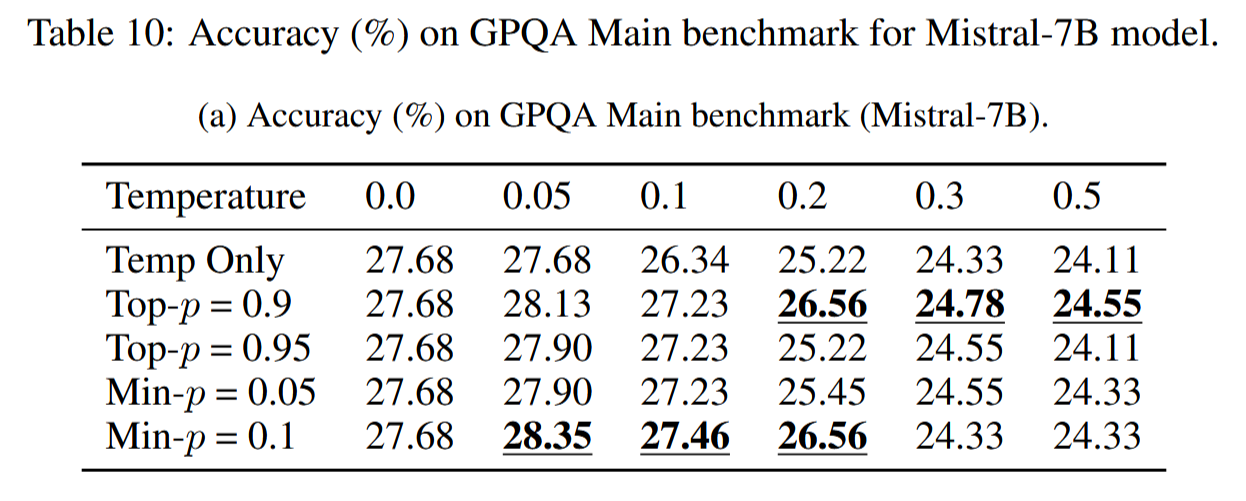 Table 10: Accuracy (%) on GPQA Main benchmark for Mistral-7B model.
(a) Accuracy (%) on GPQA Main benchmark (Mistral-7B).
Temperature 0.0 0.05 0.1 0.2 0.3 0.5
Temp Only 27.68 27.68 26.34 25.22 24.33 24.11
Top-p = 0.9 27.68 28.13 27.23 26.56 24.78 24.55
Top-p = 0.95 27.68 27.90 27.23 25.22 24.55 24.11
Min-p = 0.05 27.68 27.90 27.23 25.45 24.55 24.33
Min-p = 0.1 27.68 28.35 27.46 26.56 24.33 24.33